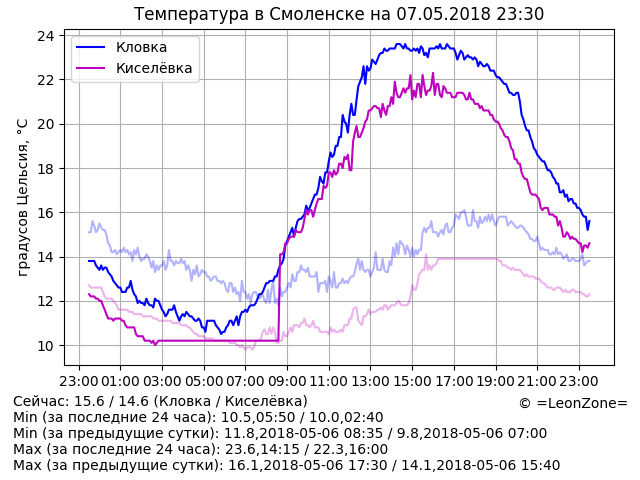 Температура в Смоленске на 07.05.2018 23:30
градусов Цельсия, °C
24
22
20
18
16
14
12
10
Кловка
Киселёвка
23:00 01:00 03:00 05:00 07:00 09:00 11:00 13:00 15:00 17:00 19:00 21:00 23:00
© =LeonZone=
Сейчас: 15.6 / 14.6 (Кловка / Киселёвка)
Min (за последние 24 часа): 10.5,05:50 / 10.0,02:40
Min (за предыдущие сутки): 11.8,2018-05-06 08:35 / 9.8,2018-05-06 07:00
Max (за последние 24 часа): 23.6,14:15 / 22.3,16:00
Max (за предыдущие сутки): 16.1,2018-05-06 17:30 / 14.1,2018-05-06 15:40